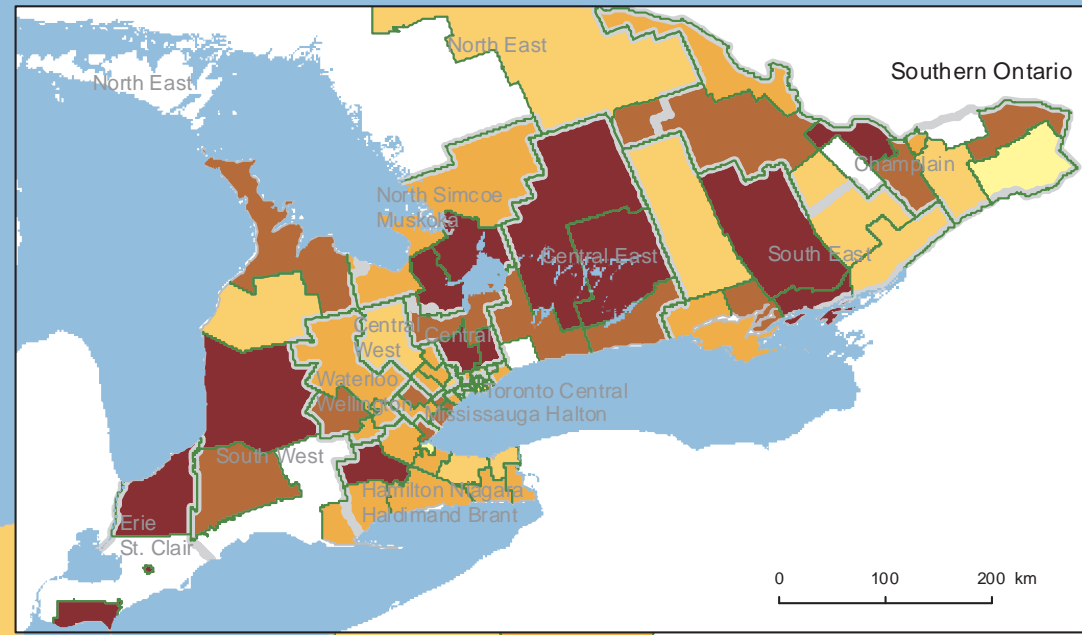 North East
North East
Southern Ontario
Champlain
North Simcoe
Muskoka
Central East
South East
Central
West
Central
Waterloo
Wellington
Toronto Central
Mississauga Halton
South West
Hamilton Niagara
Haldimand Brant
Erie
St. Clair
0 100 200 km